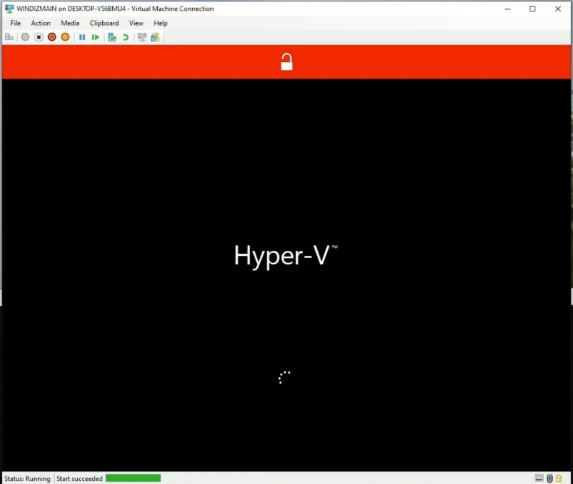 WINDIZMAIN on DESKTOP-V56BMU4 - Virtual Machine Connection
File Action Media Clipboard View Help
Hyper-V™
Status: Running Start succeeded